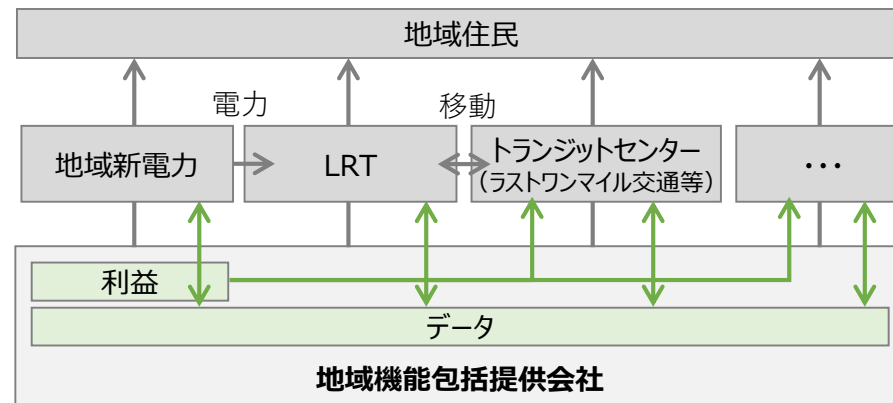 地域住民
電力
移動
地域新電力
LRT
トランジットセンター
（ラストワンマイル交通等）
・・・
利益
データ
地域機能包括提供会社